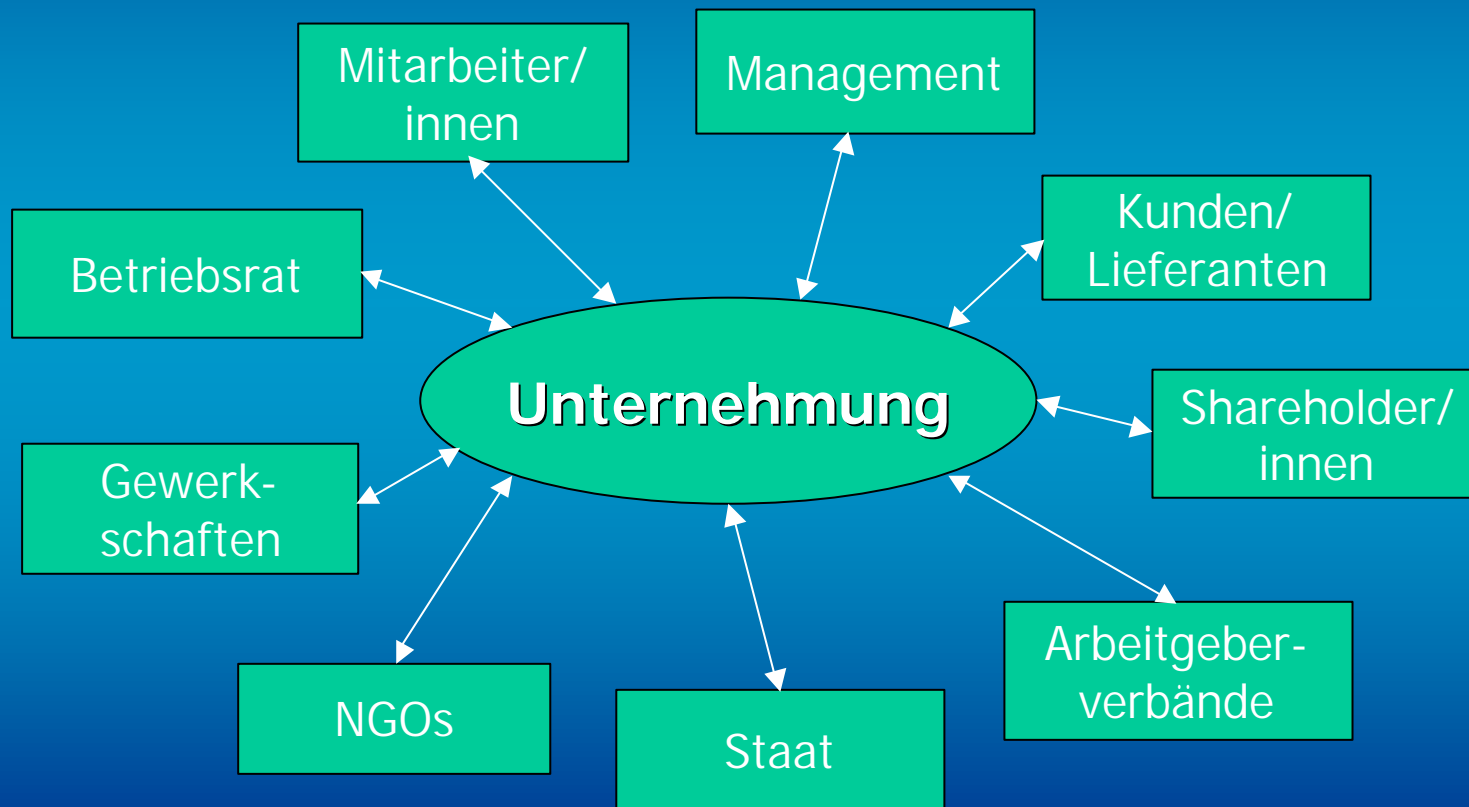 Mitarbeiter/
innen
Management
Kunden/
Lieferanten
Betriebsrat
Unternehmung
Shareholder/
innen
Gewerk-
schaften
Arbeitgeber-
verbände
NGOs
Staat